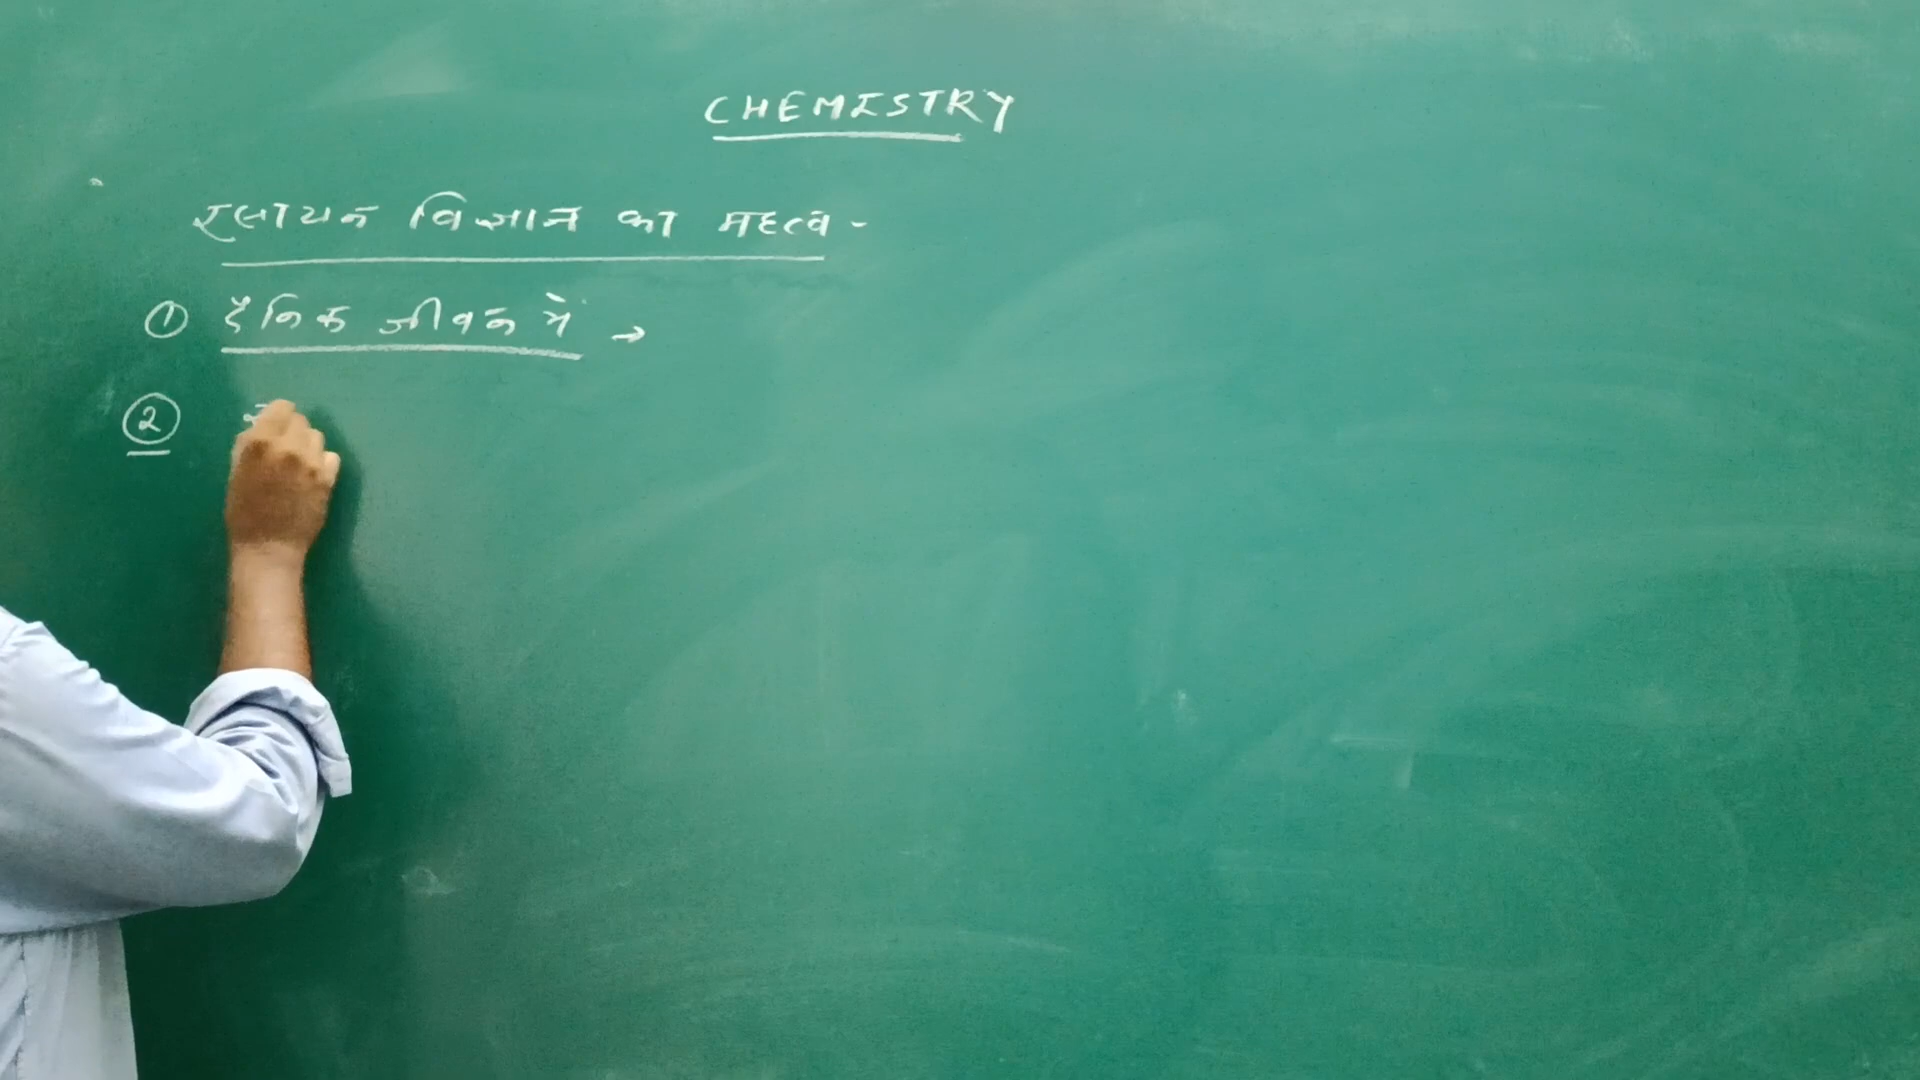 CHEMISTRY
रसायन विज्ञान का महत्व -
① दैनिक जीवन में →
②